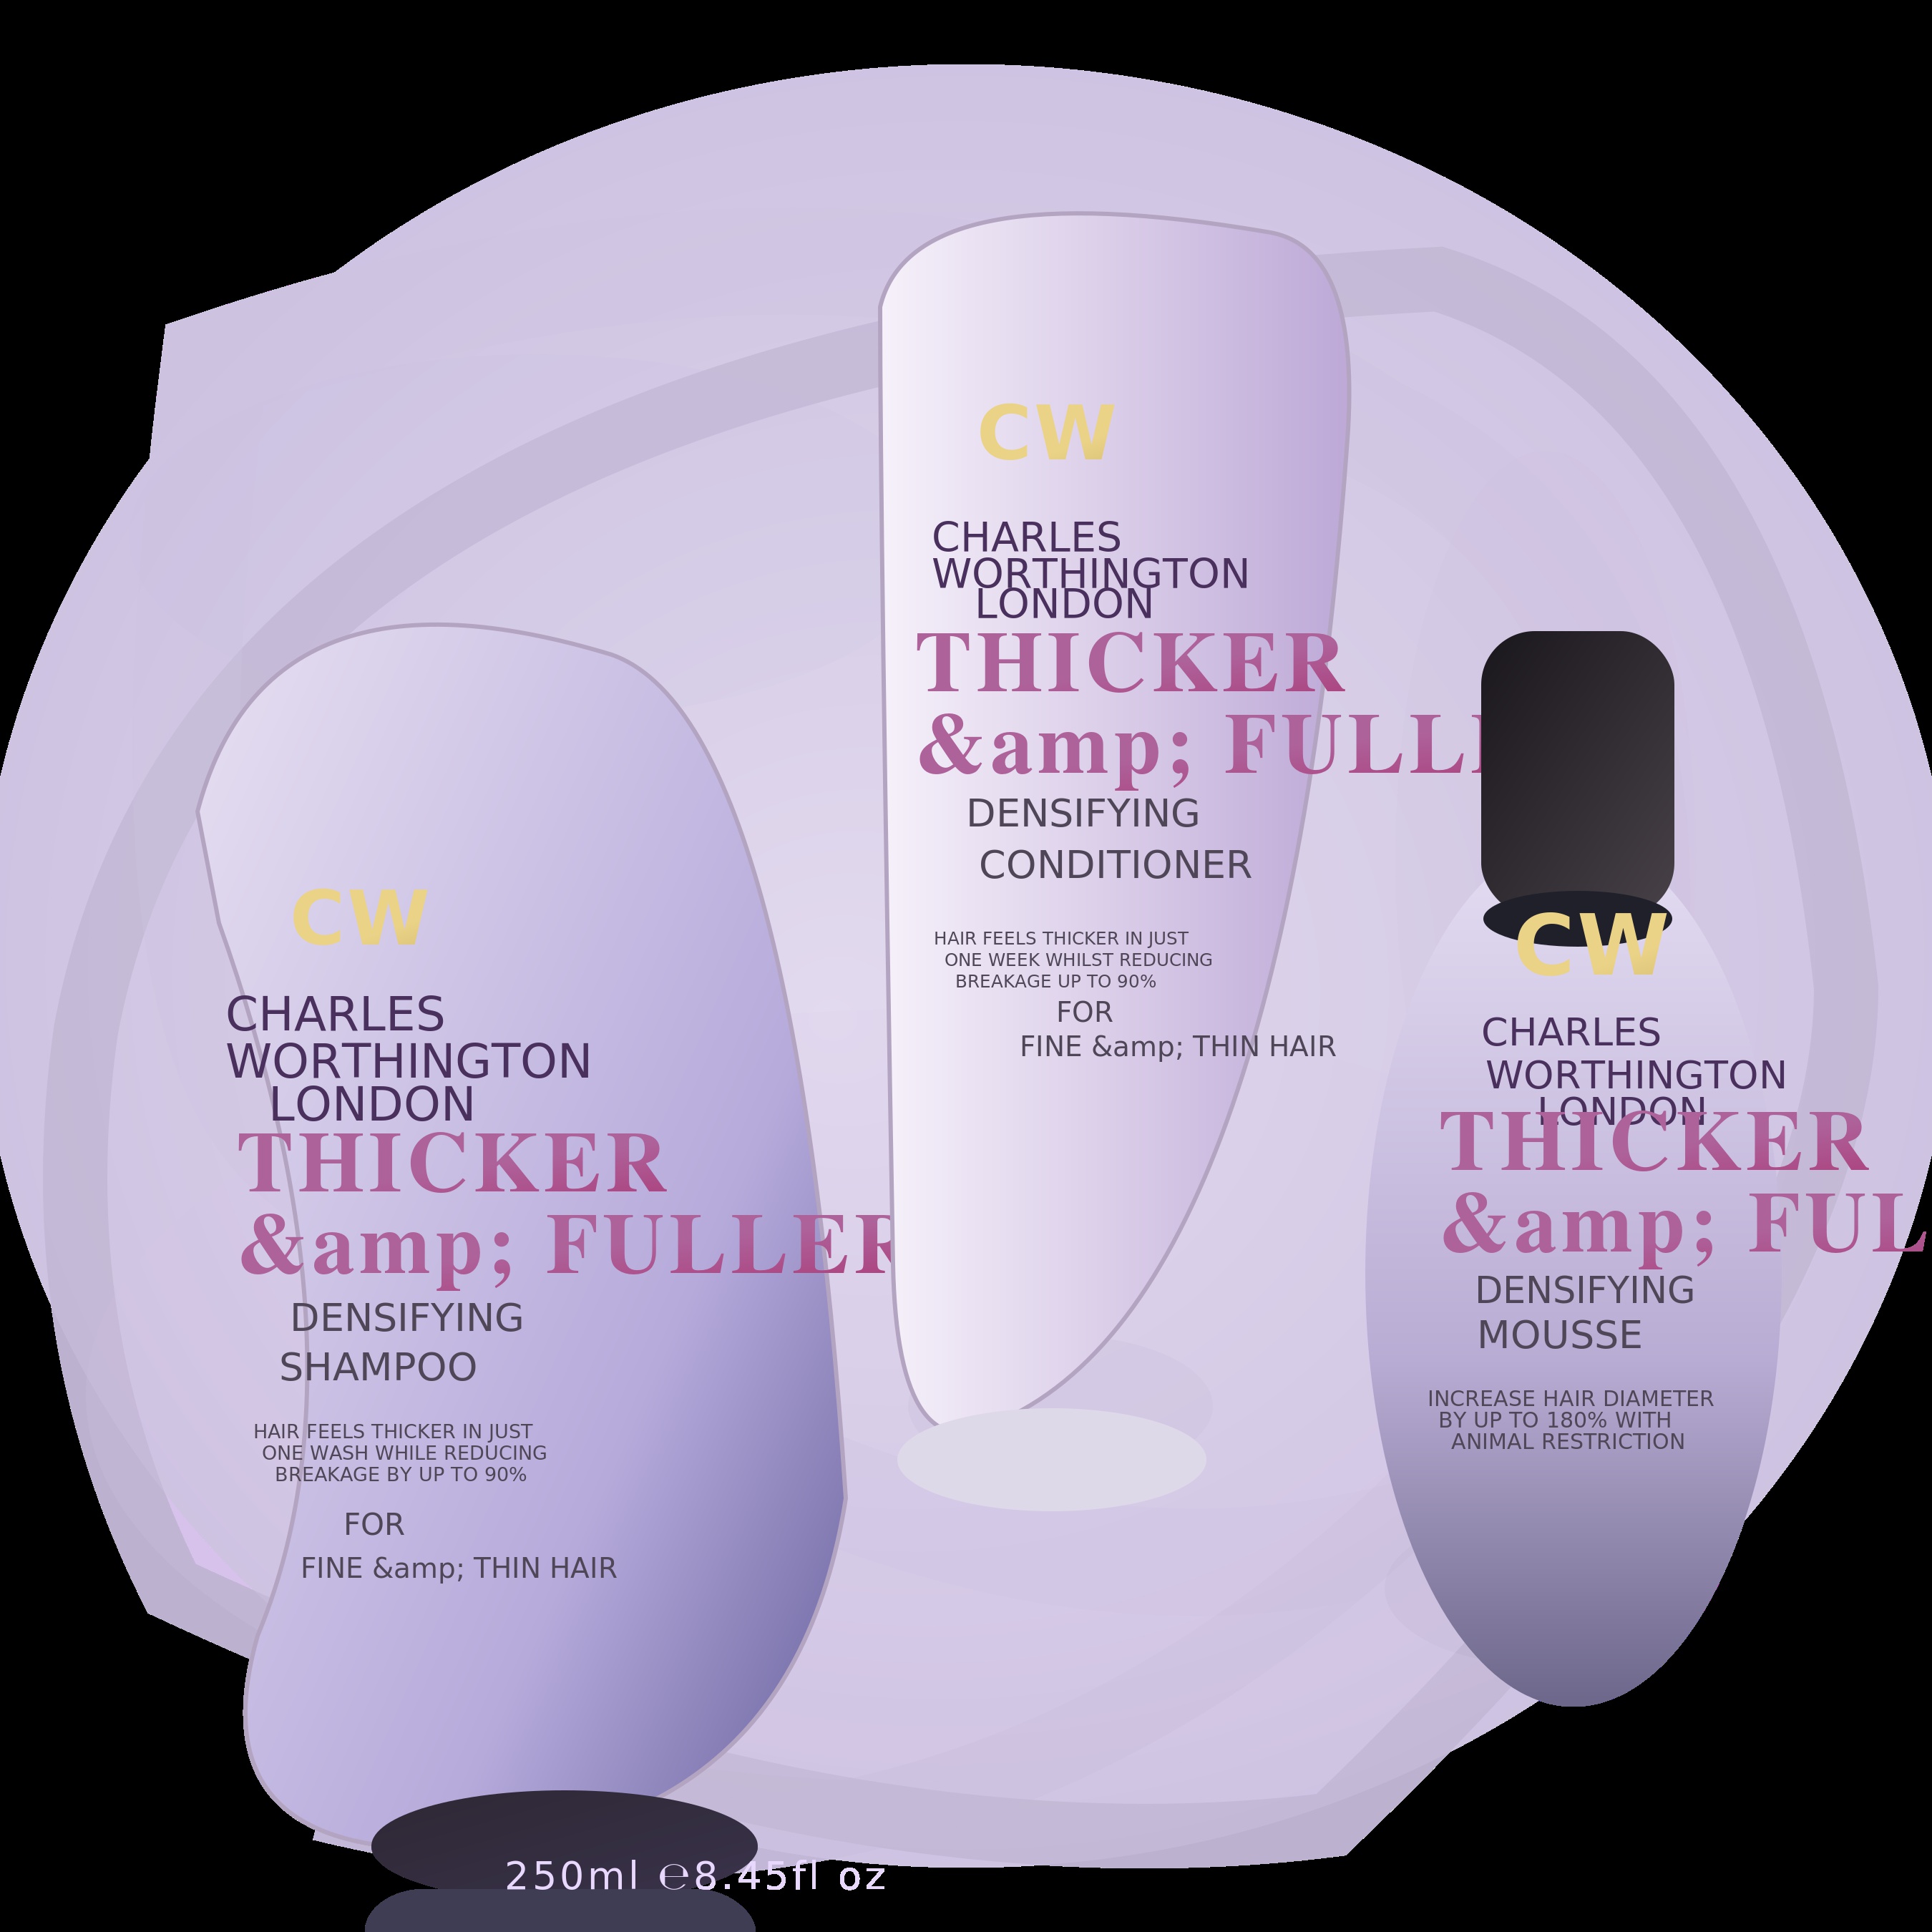 CW
CHARLES
WORTHINGTON
LONDON
THICKER
&amp; FULLER
DENSIFYING
SHAMPOO
HAIR FEELS THICKER IN JUST
ONE WASH WHILE REDUCING
BREAKAGE BY UP TO 90%
FOR
FINE &amp; THIN HAIR
250ml ℮8.45fl oz
CW
CHARLES
WORTHINGTON
LONDON
THICKER
&amp; FULL
DENSIFYING
CONDITIONER
HAIR FEELS THICKER IN JUST
ONE WEEK WHILST REDUCING
BREAKAGE UP TO 90%
FOR
FINE &amp; THIN HAIR
CW
CHARLES
WORTHINGTON
LONDON
THICKER
&amp; FUL
DENSIFYING
MOUSSE
INCREASE HAIR DIAMETER
BY UP TO 180% WITH
ANIMAL RESTRICTION